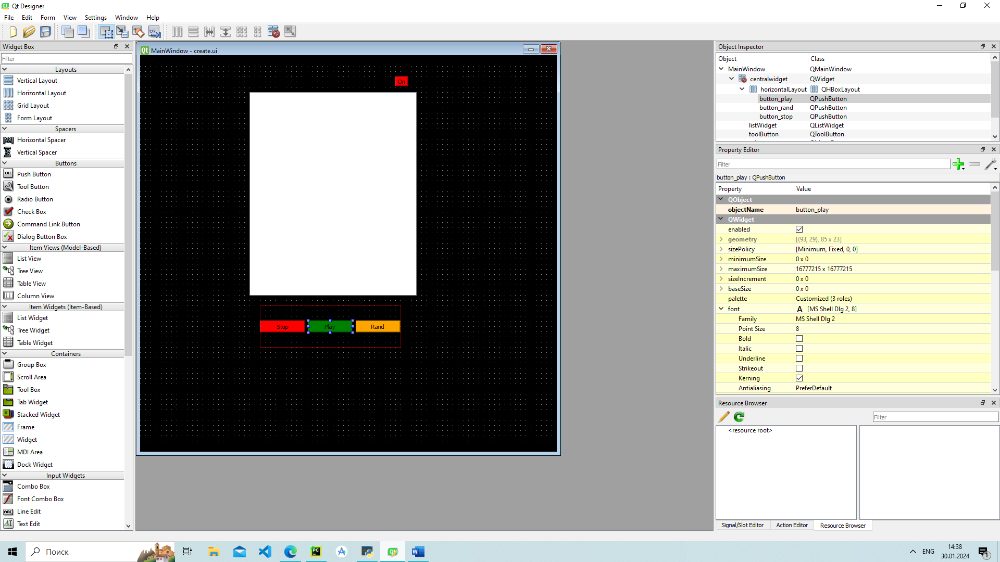 Qt Designer
File Edit Form View Settings Window Help
Widget Box
Filter
Layouts
Vertical Layout
Horizontal Layout
Grid Layout
Form Layout
Spacers
Horizontal Spacer
Vertical Spacer
Buttons
Push Button
Tool Button
Radio Button
Check Box
Command Link Button
Dialog Button Box
Item Views (Model-Based)
List View
Tree View
Table View
Column View
Item Widgets (Item-Based)
List Widget
Tree Widget
Table Widget
Containers
Group Box
Scroll Area
Tool Box
Tab Widget
Stacked Widget
Frame
Widget
MDI Area
Dock Widget
Input Widgets
Combo Box
Font Combo Box
Line Edit
Text Edit
MainWindow - create.ui
On
Stop Play Rand
Object Inspector
Object Class
MainWindow QMainWindow
centralwidget QWidget
horizontalLayout QHBoxLayout
button_play QPushButton
button_rand QPushButton
button_stop QPushButton
listWidget QListWidget
toolButton QToolButton
Property Editor
Filter
button_play : QPushButton
Property Value
QObject
objectName button_play
QWidget
enabled
geometry [(93, 29), 85 x 23]
sizePolicy [Minimum, Fixed, 0, 0]
minimumSize 0 x 0
maximumSize 16777215 x 16777215
sizeIncrement 0 x 0
baseSize 0 x 0
palette Customized (3 roles)
font A [MS Shell Dlg 2, 8]
Family MS Shell Dlg 2
Point Size 8
Bold
Italic
Underline
Strikeout
Kerning
Antialiasing PreferDefault
Resource Browser
Filter
<resource root>
Signal/Slot Editor Action Editor Resource Browser
Поиск
ENG
14:38
30.01.2024